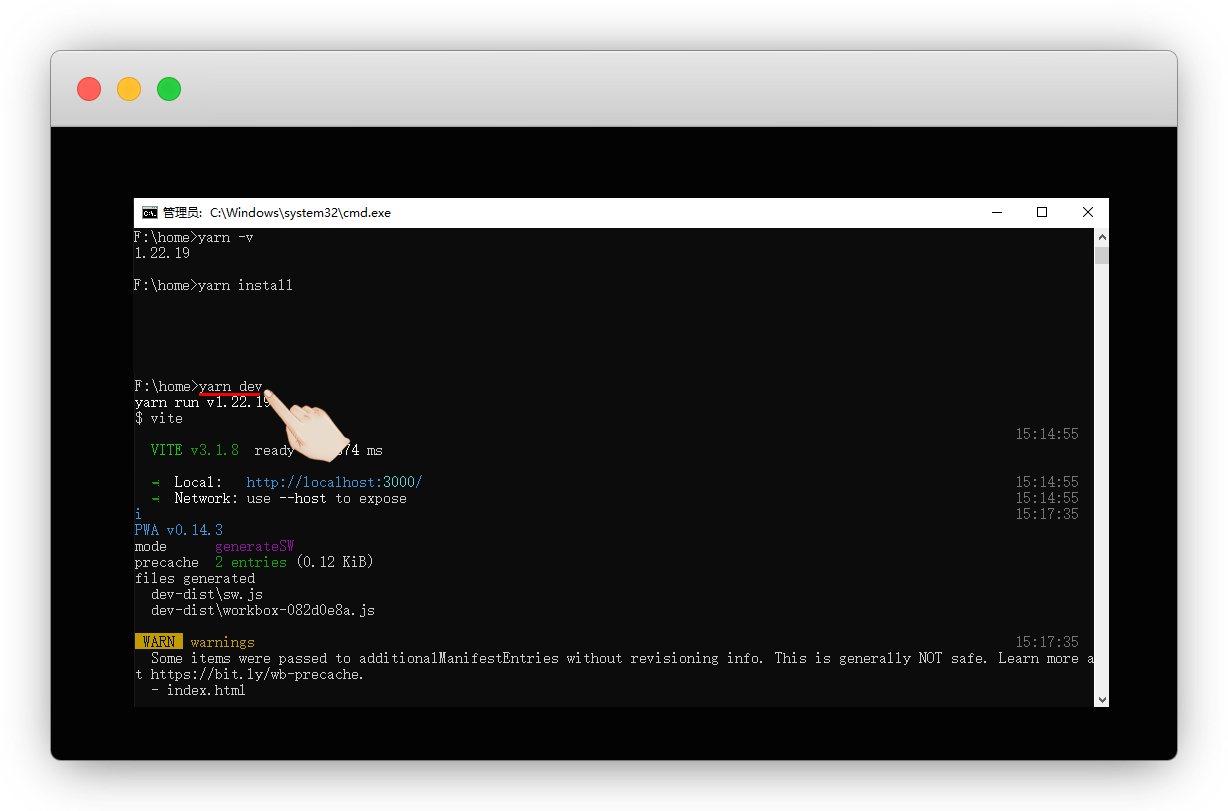 管理员: C:\Windows\system32\cmd.exe
F:\home>yarn -v
1.22.19
F:\home>yarn install
F:\home>yarn dev
yarn run v1.22.19
$ vite
15:14:55
VITE v3.1.8 ready 74 ms
→ Local: http://localhost:3000/ 15:14:55
→ Network: use --host to expose 15:14:55
i 15:17:35
PWA v0.14.3
mode generateSW
precache 2 entries (0.12 KiB)
files generated
dev-dist\sw.js
dev-dist\workbox-082d0e8a.js
WARN warnings 15:17:35
Some items were passed to additionalManifestEntries without revisioning info. This is generally NOT safe. Learn more a
t https://bit.ly/wb-precache.
- index.html